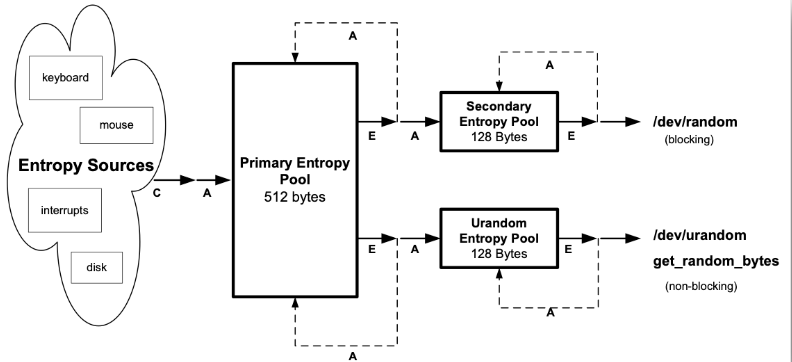 keyboard
mouse
Entropy Sources
interrupts
disk
C
A
Primary Entropy
Pool
512 bytes
A
E
A
Secondary
Entropy Pool
128 Bytes
A
E
/dev/random
(blocking)
E
A
A
Urandom
Entropy Pool
128 Bytes
E
A
/dev/urandom
get_random_bytes
(non-blocking)